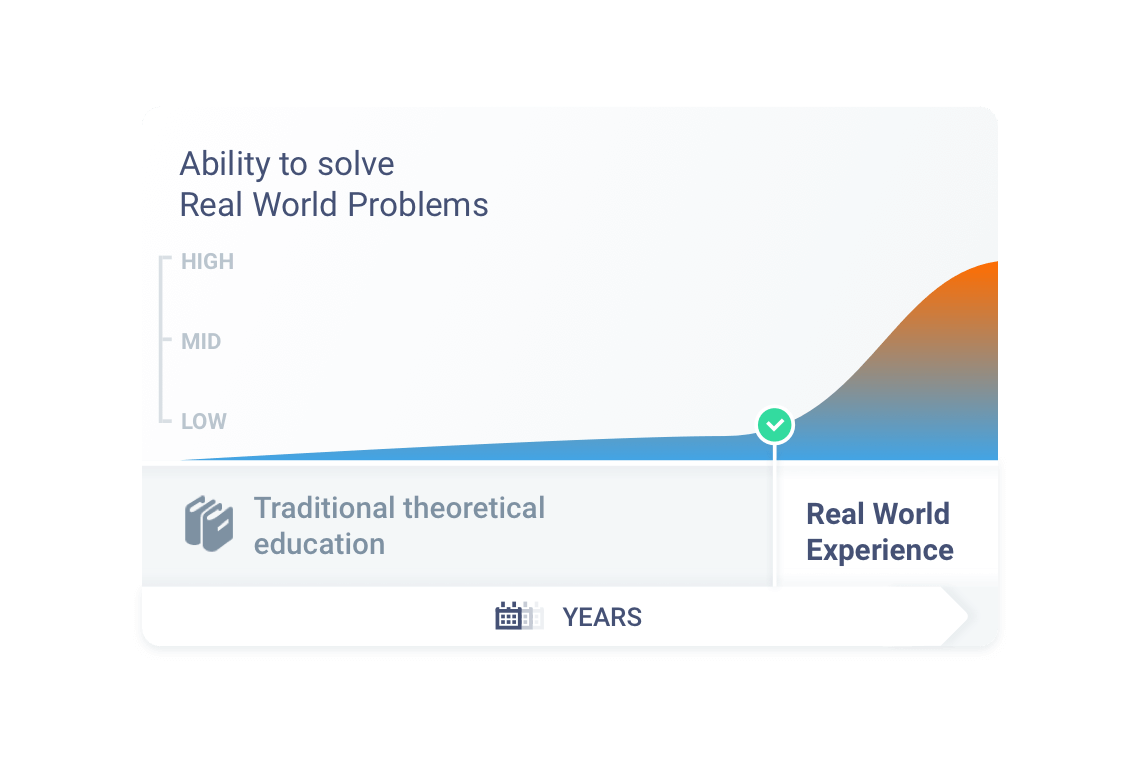 Ability to solve
Real World Problems
HIGH
MID
LOW
Traditional theoretical
education
Real World
Experience
YEARS